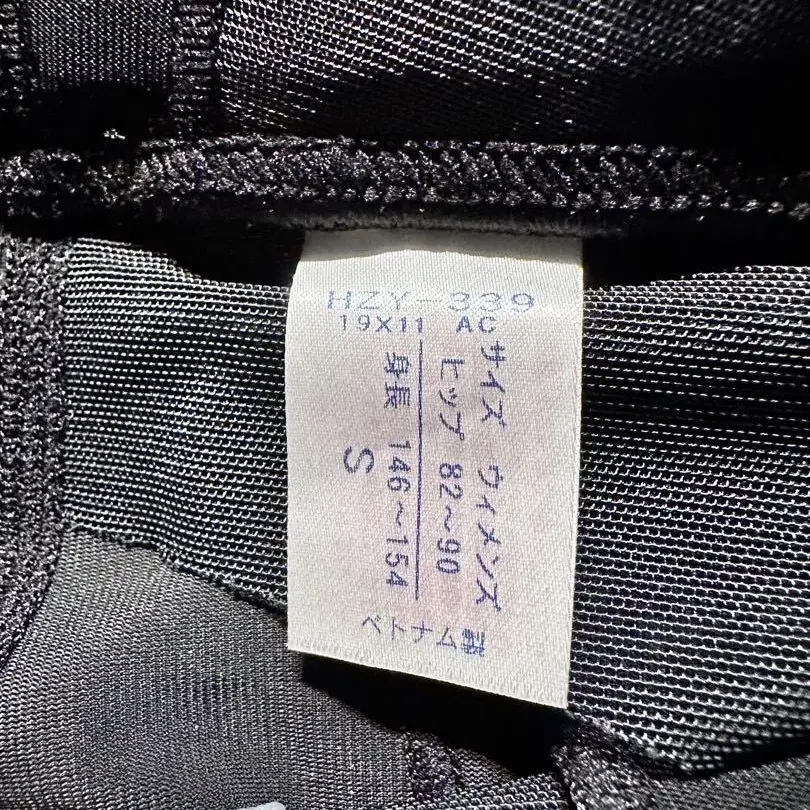 HZY-339
19X11 AC
サイズ ウィメンズ
ヒップ 82~90
身長 146~154
S
ベトナム製